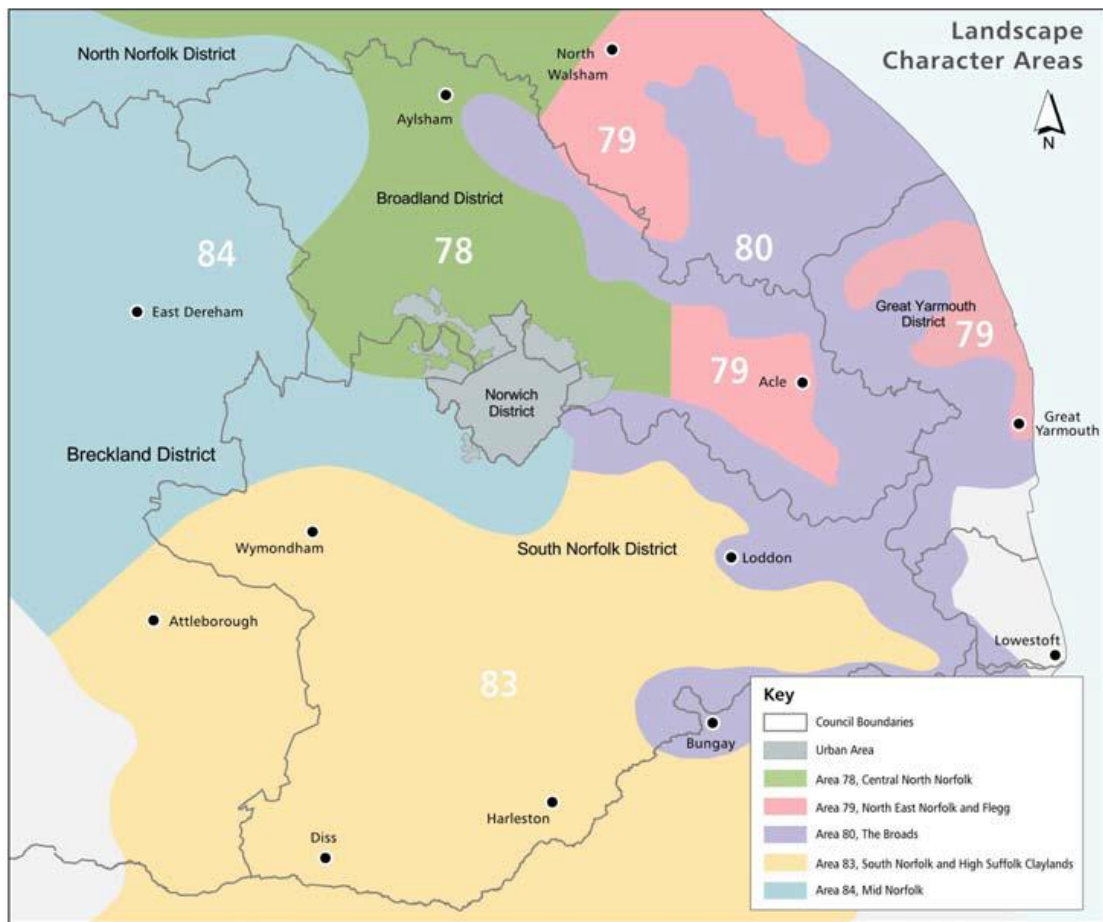 Landscape
Character Areas
N
North Norfolk District
North
Walsham
Aylsham
79
Broadland District
84
78
80
East Dereham
Great Yarmouth
District
79
79
Acle
Norwich
District
Great
Yarmouth
Breckland District
Wymondham
South Norfolk District
Loddon
Attleborough
Lowestoft
83
Bungay
Harleston
Diss
Key
Council Boundaries
Urban Area
Area 78, Central North Norfolk
Area 79, North East Norfolk and Flegg
Area 80, The Broads
Area 83, South Norfolk and High Suffolk Claylands
Area 84, Mid Norfolk